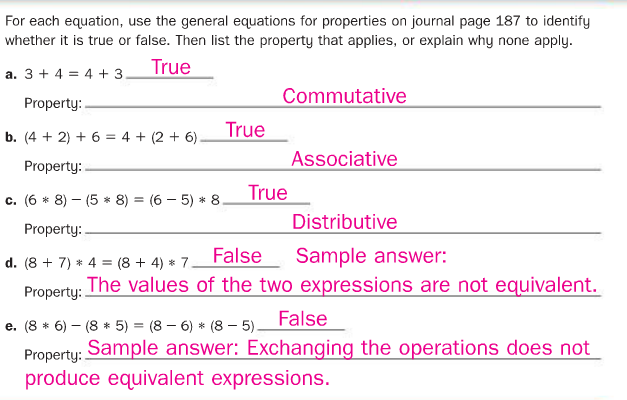 For each equation, use the general equations for properties on journal page 187 to identify
whether it is true or false. Then list the property that applies, or explain why none apply.
a. 3 + 4 = 4 + 3 True
Property: Commutative
b. (4 + 2) + 6 = 4 + (2 + 6) True
Property: Associative
c. (6 * 8) − (5 * 8) = (6 − 5) * 8 True
Property: Distributive
d. (8 + 7) * 4 = (8 + 4) * 7 False Sample answer:
Property: The values of the two expressions are not equivalent.
e. (8 * 6) − (8 * 5) = (8 − 6) * (8 − 5) False
Property: Sample answer: Exchanging the operations does not
produce equivalent expressions.